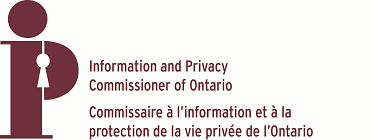 Information and Privacy
Commissioner of Ontario
Commissaire à l'information et à la
protection de la vie privée de l'Ontario